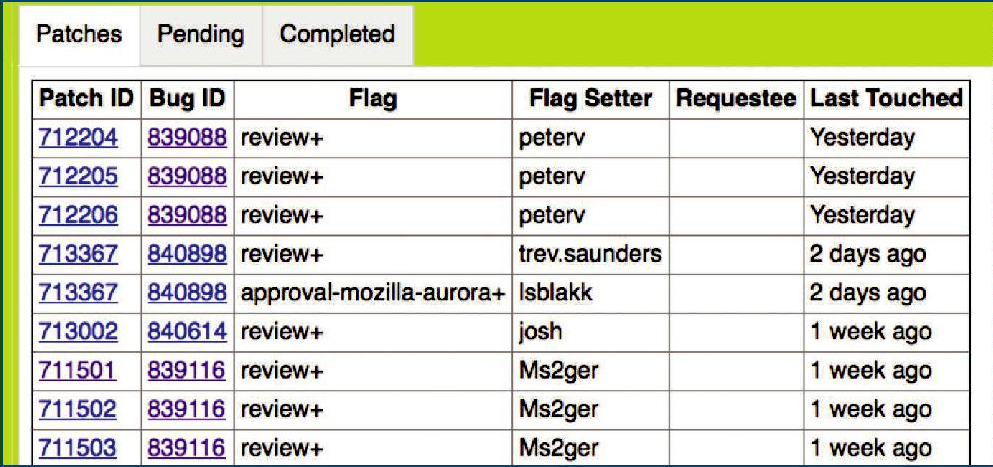 Patches Pending Completed
Patch ID Bug ID Flag Flag Setter Requestee Last Touched
712204 839088 review+ peterv Yesterday
712205 839088 review+ peterv Yesterday
712206 839088 review+ peterv Yesterday
713367 840898 review+ trev.saunders 2 days ago
713367 840898 approval-mozilla-aurora+ lsblakk 2 days ago
713002 840614 review+ josh 1 week ago
711501 839116 review+ Ms2ger 1 week ago
711502 839116 review+ Ms2ger 1 week ago
711503 839116 review+ Ms2ger 1 week ago